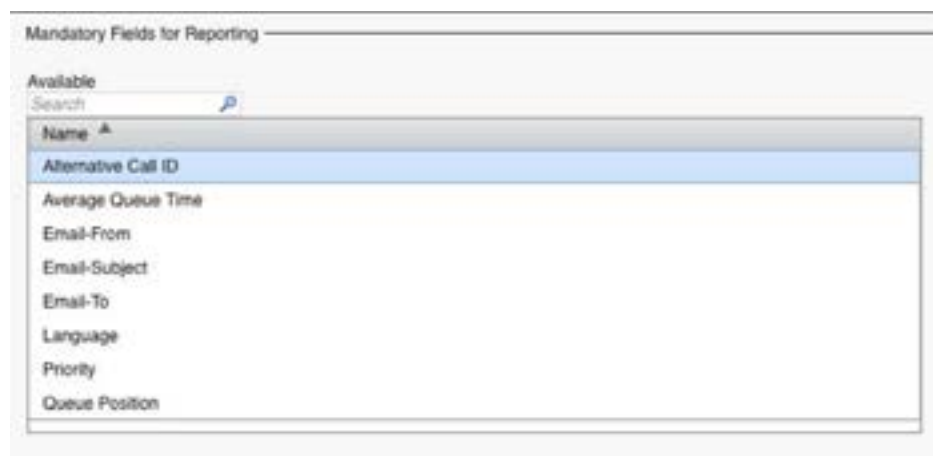 Mandatory Fields for Reporting
Available
Search
Name
Alternative Call ID
Average Queue Time
Email-From
Email-Subject
Email-To
Language
Priority
Queue Position